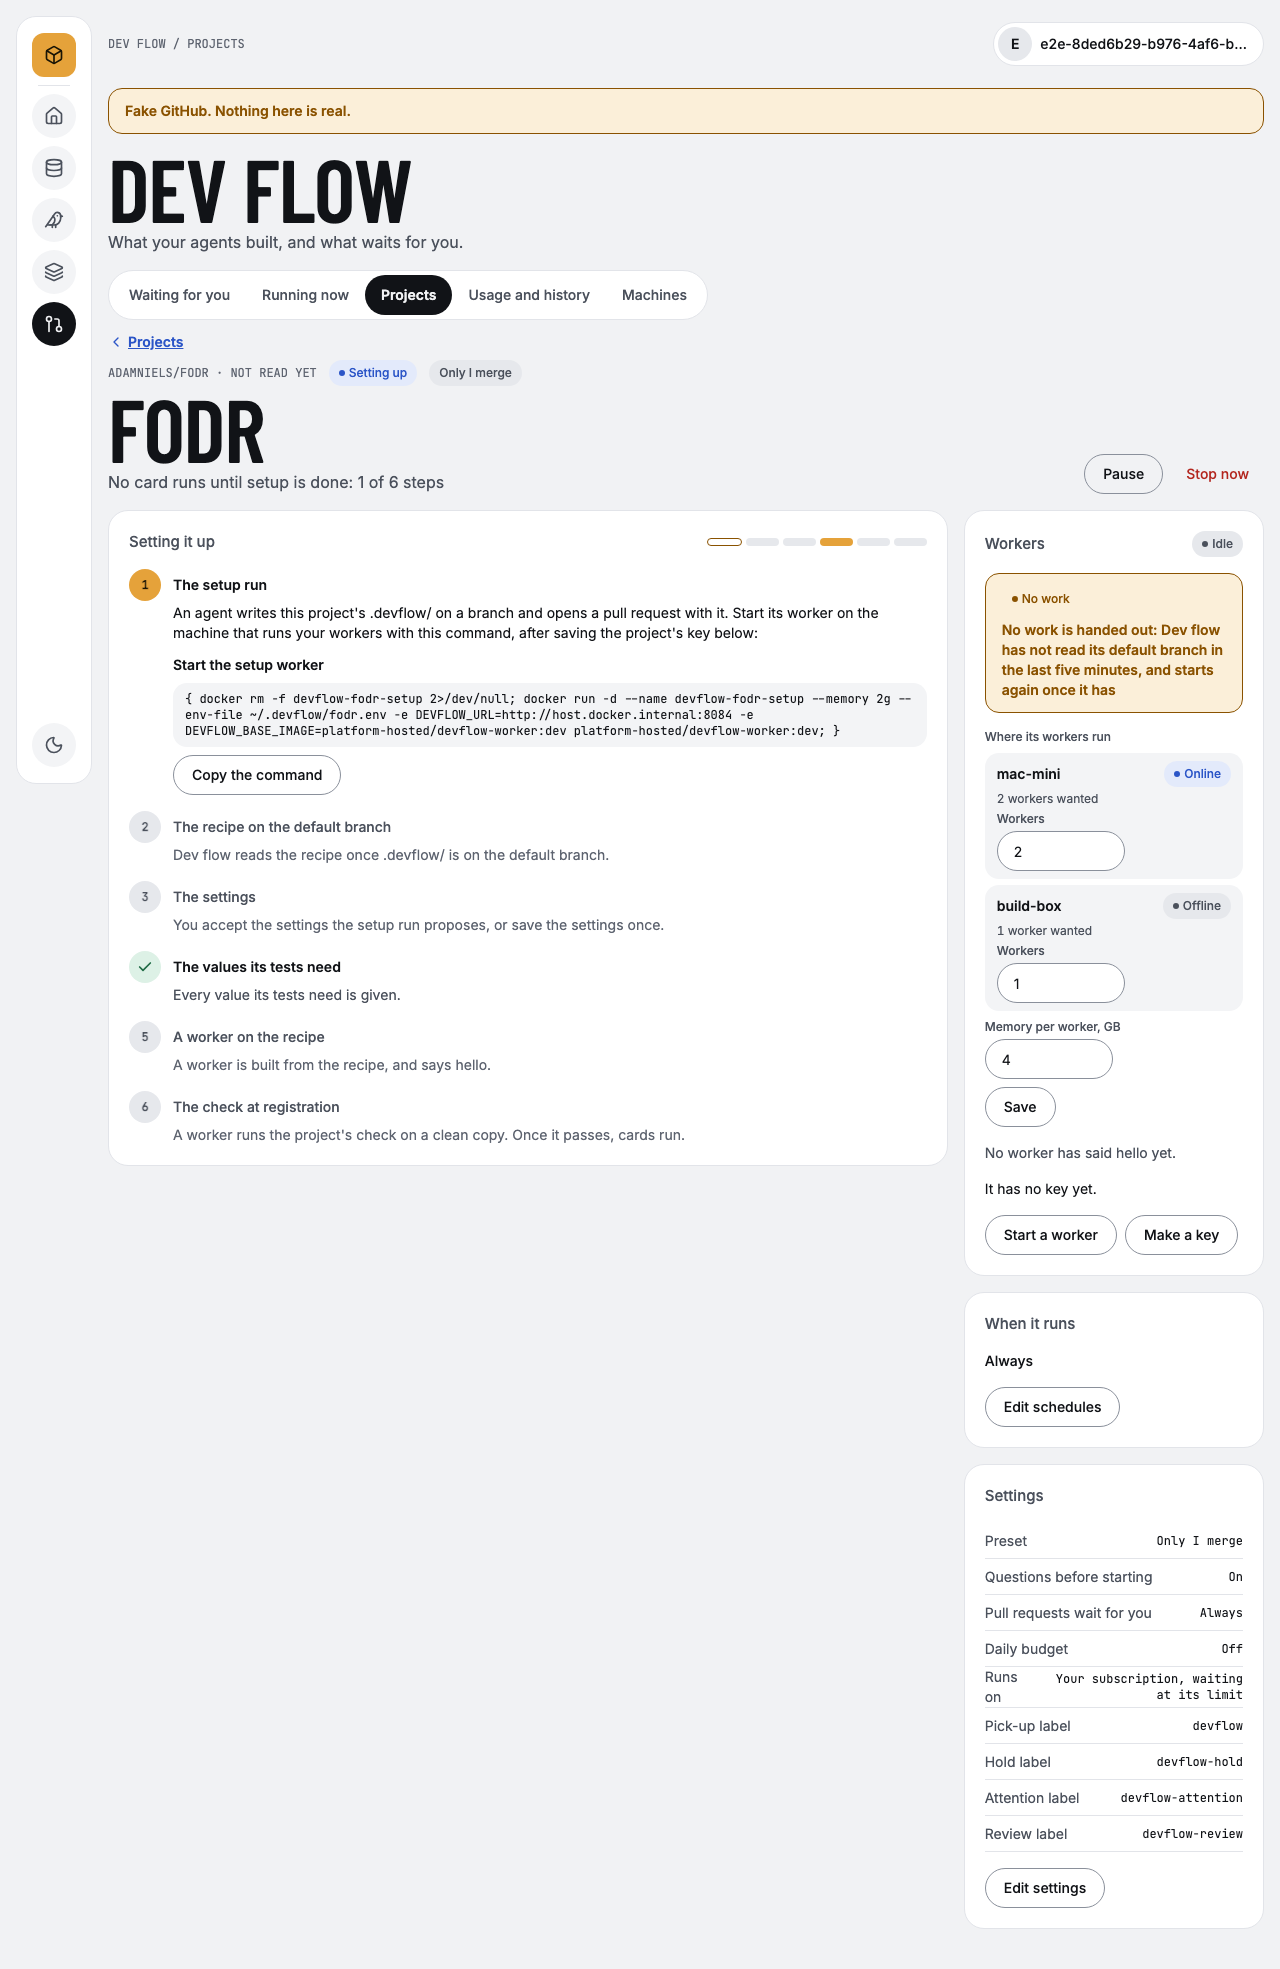 DEV FLOW / PROJECTS
E
e2e-8ded6b29-b976-4af6-b...
Fake GitHub. Nothing here is real.
DEV FLOW
What your agents built, and what waits for you.
Waiting for you
Running now
Projects
Usage and history
Machines
Projects
ADAMNIELS/FODR · NOT READ YET
Setting up
Only I merge
FODR
No card runs until setup is done: 1 of 6 steps
Pause
Stop now
Setting it up
1
The setup run
An agent writes this project's .devflow/ on a branch and opens a pull request with it. Start its worker on the
machine that runs your workers with this command, after saving the project's key below:
Start the setup worker
{ docker rm -f devflow-fodr-setup 2>/dev/null; docker run -d --name devflow-fodr-setup --memory 2g --
env-file ~/.devflow/fodr.env -e DEVFLOW_URL=http://host.docker.internal:8084 -e
DEVFLOW_BASE_IMAGE=platform-hosted/devflow-worker:dev platform-hosted/devflow-worker:dev; }
Copy the command
2
The recipe on the default branch
Dev flow reads the recipe once .devflow/ is on the default branch.
3
The settings
You accept the settings the setup run proposes, or save the settings once.
The values its tests need
Every value its tests need is given.
5
A worker on the recipe
A worker is built from the recipe, and says hello.
6
The check at registration
A worker runs the project's check on a clean copy. Once it passes, cards run.
Workers
Idle
No work
No work is handed out: Dev flow
has not read its default branch in
the last five minutes, and starts
again once it has
Where its workers run
mac-mini
Online
2 workers wanted
Workers
2
build-box
Offline
1 worker wanted
Workers
1
Memory per worker, GB
4
Save
No worker has said hello yet.
It has no key yet.
Start a worker
Make a key
When it runs
Always
Edit schedules
Settings
Preset
Only I merge
Questions before starting
On
Pull requests wait for you
Always
Daily budget
Off
Runs
on
Your subscription, waiting
at its limit
Pick-up label
devflow
Hold label
devflow-hold
Attention label
devflow-attention
Review label
devflow-review
Edit settings